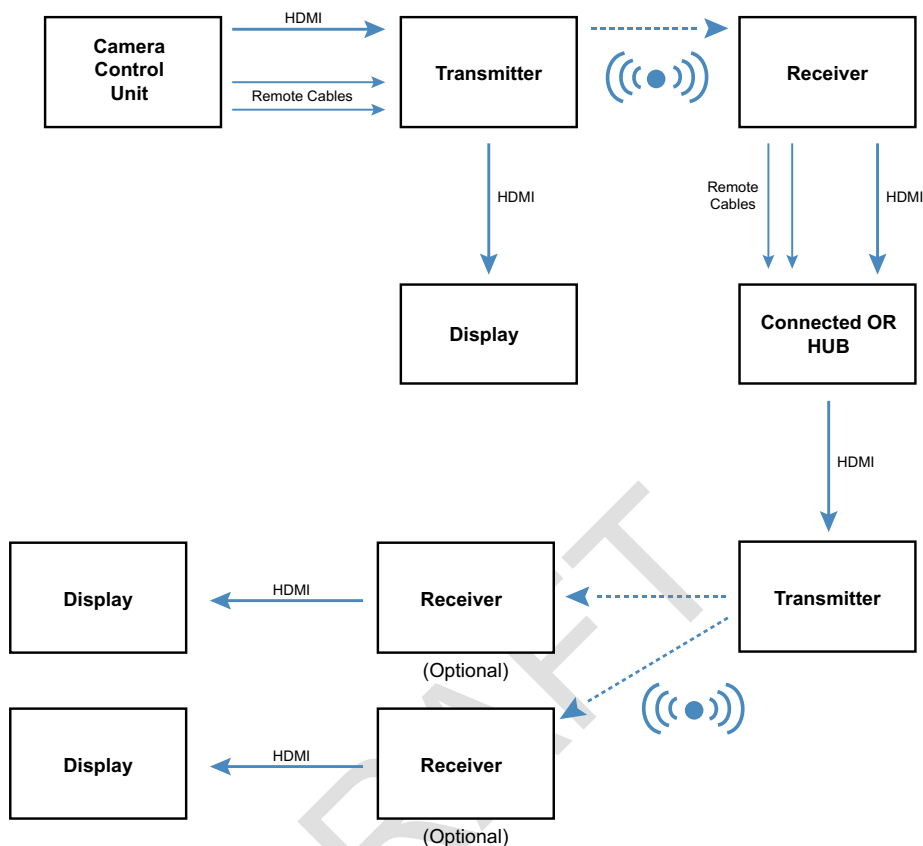 HDMI
Camera
Control
Unit
Transmitter
Receiver
Remote Cables
HDMI
Remote
Cables
HDMI
Display
Connected OR
HUB
HDMI
Display
HDMI
Receiver
Transmitter
(Optional)
Display
HDMI
Receiver
(Optional)
DRAFT